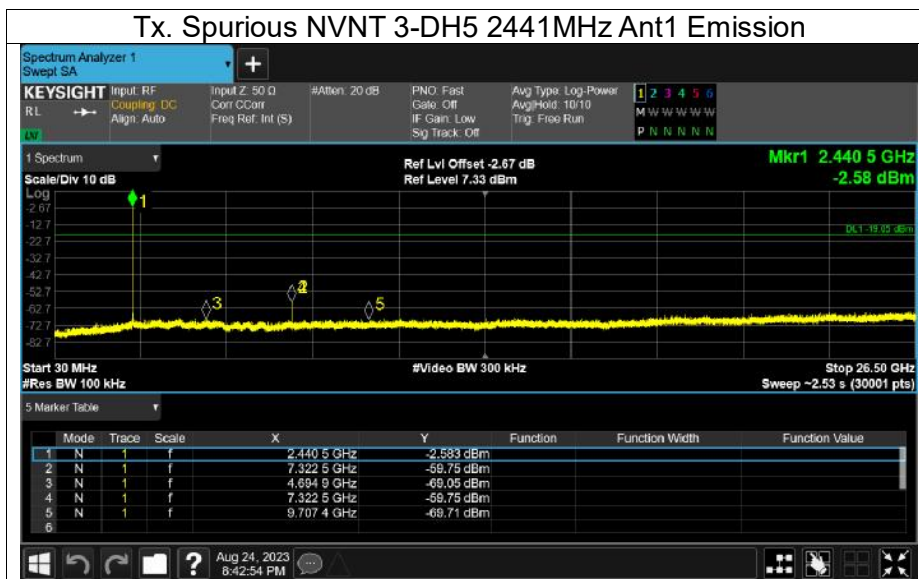 Tx. Spurious NVNT 3-DH5 2441MHz Ant1 Emission
Spectrum Analyzer 1
Swept SA
+
KEYSIGHT Input: RF Input Z: 50 Ω #Atten: 20 dB PNO: Fast Avg Type: Log-Power 1 2 3 4 5 6
RL Coupling: DC Corr CCorr Gate: Off Avg|Hold: 10/10 M W W W W W
Align: Auto Freq Ref: Int (S) IF Gain: Low Trig: Free Run
Sig Track: Off P N N N N N
LXI
1 Spectrum Ref Lvl Offset -2.67 dB Mkr1 2.440 5 GHz
Scale/Div 10 dB Ref Level 7.33 dBm -2.58 dBm
Log
1
-2.67
-12.7
DL1 -19.05 dBm
-22.7
-32.7
-42.7
-52.7
3
5
-62.7
-72.7
-82.7
Start 30 MHz #Video BW 300 kHz Stop 26.50 GHz
#Res BW 100 kHz Sweep ~2.53 s (30001 pts)
5 Marker Table
Mode Trace Scale X Y Function Function Width Function Value
1 N 1 f 2.440 5 GHz -2.583 dBm
2 N 1 f 7.322 5 GHz -59.75 dBm
3 N 1 f 4.694 9 GHz -69.05 dBm
4 N 1 f 7.322 5 GHz -59.75 dBm
5 N 1 f 9.707 4 GHz -69.71 dBm
6
? Aug 24, 2023
8:42:54 PM